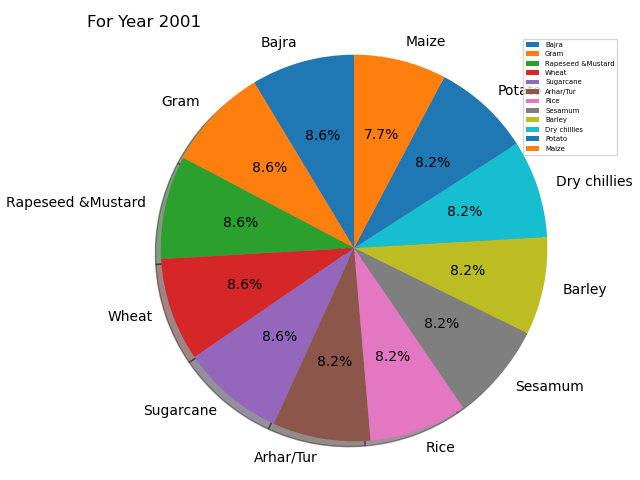 For Year 2001
Bajra
Gram
Rapeseed &Mustard
Wheat
Sugarcane
Arhar/Tur
Rice
Sesamum
Barley
Dry chillies
Potato
Maize
8.6%
8.6%
8.6%
8.6%
8.6%
8.2%
8.2%
8.2%
8.2%
8.2%
8.2%
7.7%
Bajra
Gram
Rapeseed &Mustard
Wheat
Sugarcane
Arhar/Tur
Rice
Sesamum
Barley
Dry chillies
Potato
Maize